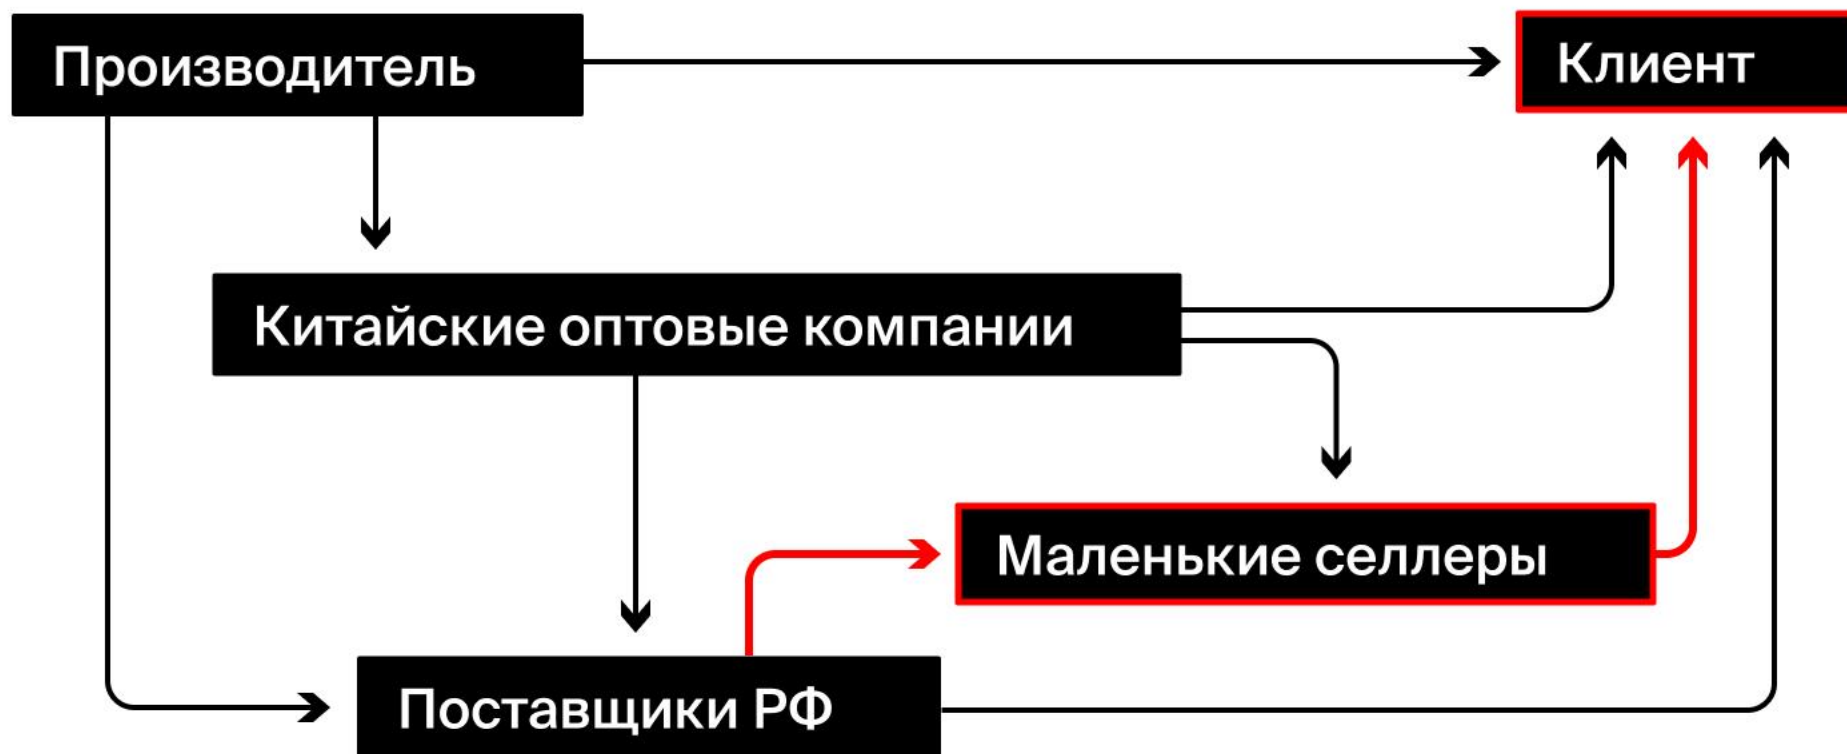 Производитель
Клиент
Китайские оптовые компании
Маленькие селлеры
Поставщики РФ